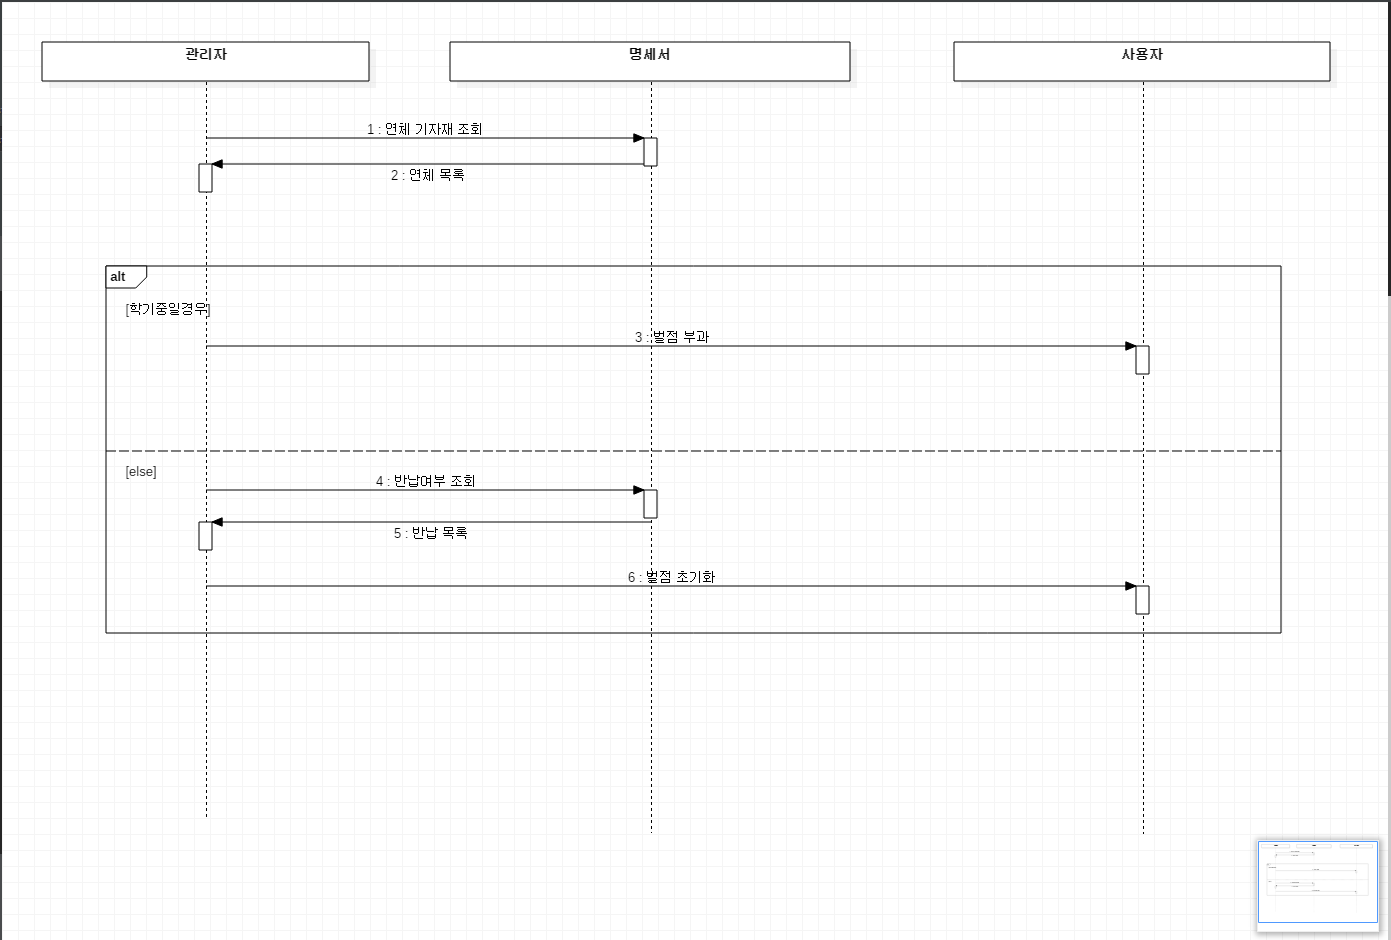 관리자
명세서
사용자
1 : 연체 기자재 조회
2 : 연체 목록
alt
[학기중일경우]
3 : 벌점 부과
[else]
4 : 반납여부 조회
5 : 반납 목록
6 : 벌점 초기화